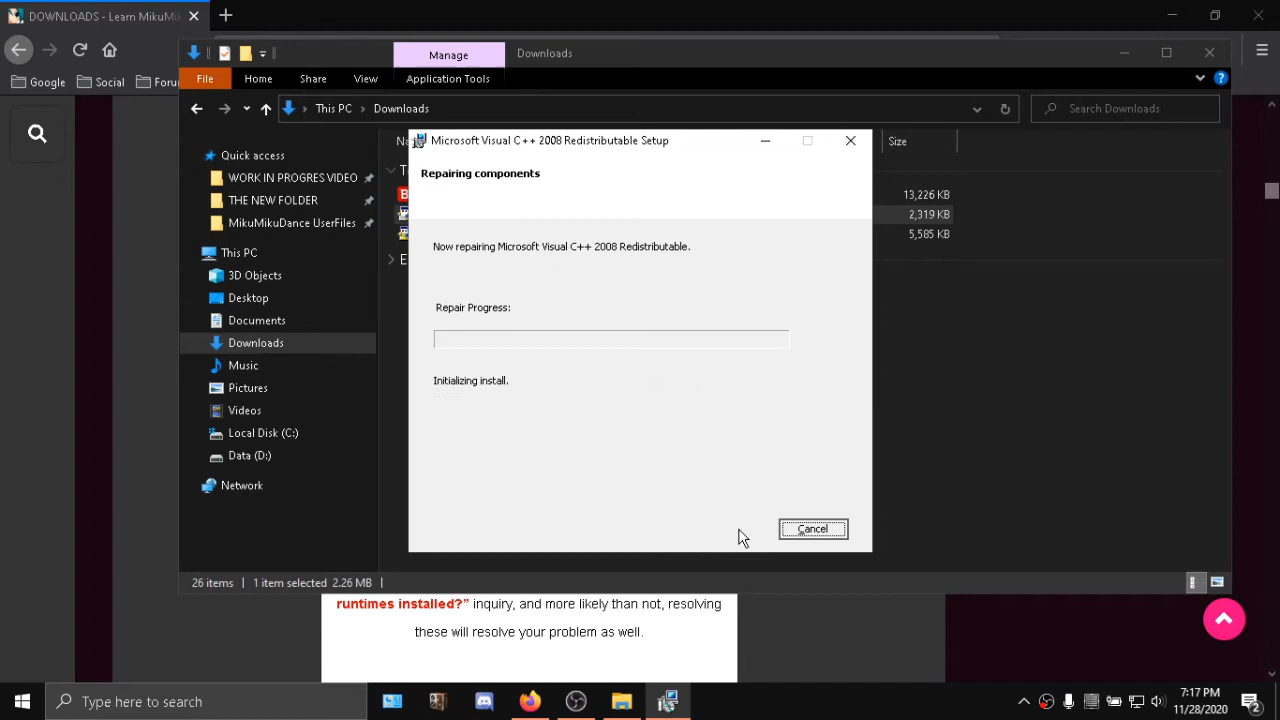 DOWNLOADS - Learn MikuMik
Manage
Downloads
File
Home
Share
View
Application Tools
Google
Social
Foru
This PC
Downloads
Search Downloads
Microsoft Visual C++ 2008 Redistributable Setup
Size
Quick access
Repairing components
WORK IN PROGRES VIDEO
13,226 KB
THE NEW FOLDER
2,319 KB
MikuMikuDance UserFiles
5,585 KB
Now repairing Microsoft Visual C++ 2008 Redistributable.
This PC
3D Objects
Desktop
Repair Progress:
Documents
Downloads
Music
Initializing install.
Pictures
Videos
Local Disk (C:)
Data (D:)
Network
Cancel
26 items
1 item selected 2.26 MB
runtimes installed?” inquiry, and more likely than not, resolving
these will resolve your problem as well.
Type here to search
7:17 PM
11/28/2020
2